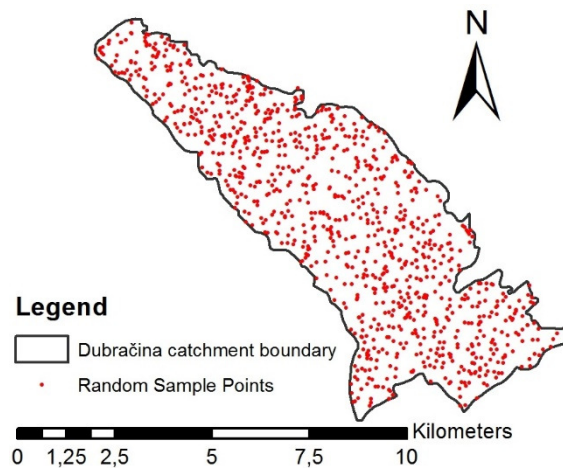 N
Legend
Dubračina catchment boundary
Random Sample Points
Kilometers
0 1,25 2,5 5 7,5 10